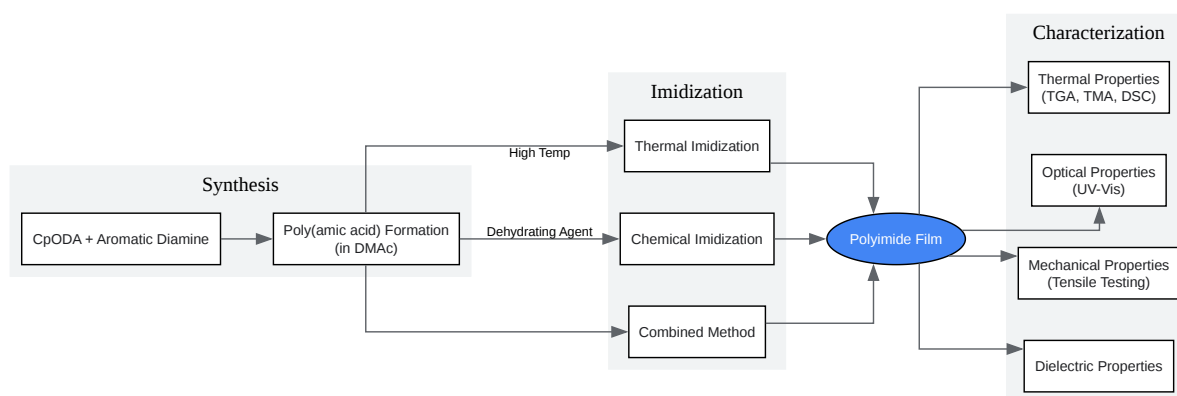 Synthesis
CpODA + Aromatic Diamine
Poly(amic acid) Formation
(in DMAc)
High Temp
Dehydrating Agent
Imidization
Thermal Imidization
Chemical Imidization
Combined Method
Polyimide Film
Characterization
Thermal Properties
(TGA, TMA, DSC)
Optical Properties
(UV-Vis)
Mechanical Properties
(Tensile Testing)
Dielectric Properties